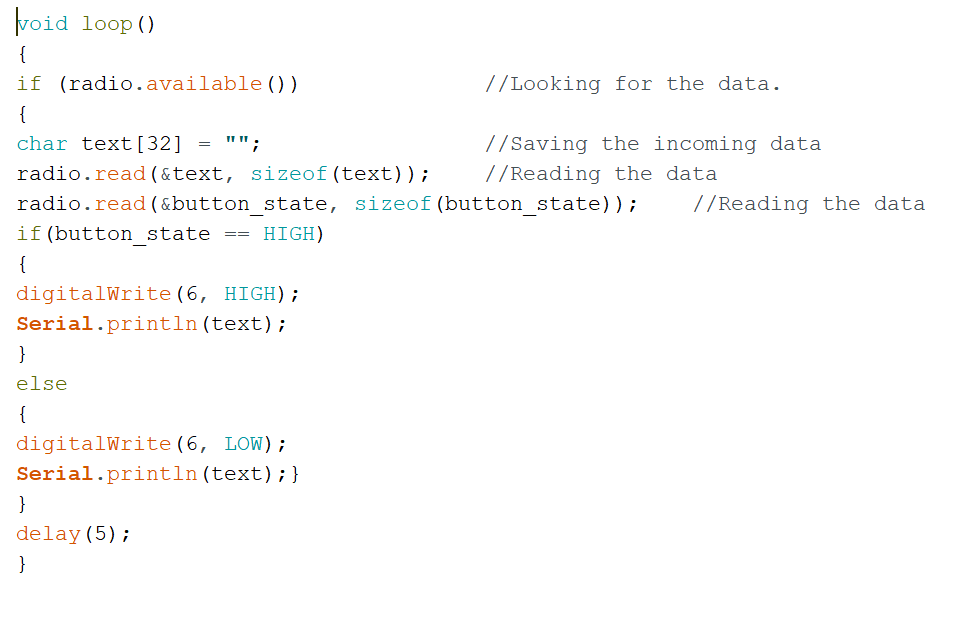 void loop()
{
if (radio.available())             //Looking for the data.
{
char text[32] = "";                 //Saving the incoming data
radio.read(&text, sizeof(text));    //Reading the data
radio.read(&button_state, sizeof(button_state));    //Reading the data
if(button_state == HIGH)
{
digitalWrite(6, HIGH);
Serial.println(text);
}
else
{
digitalWrite(6, LOW);
Serial.println(text);}
}
delay(5);
}